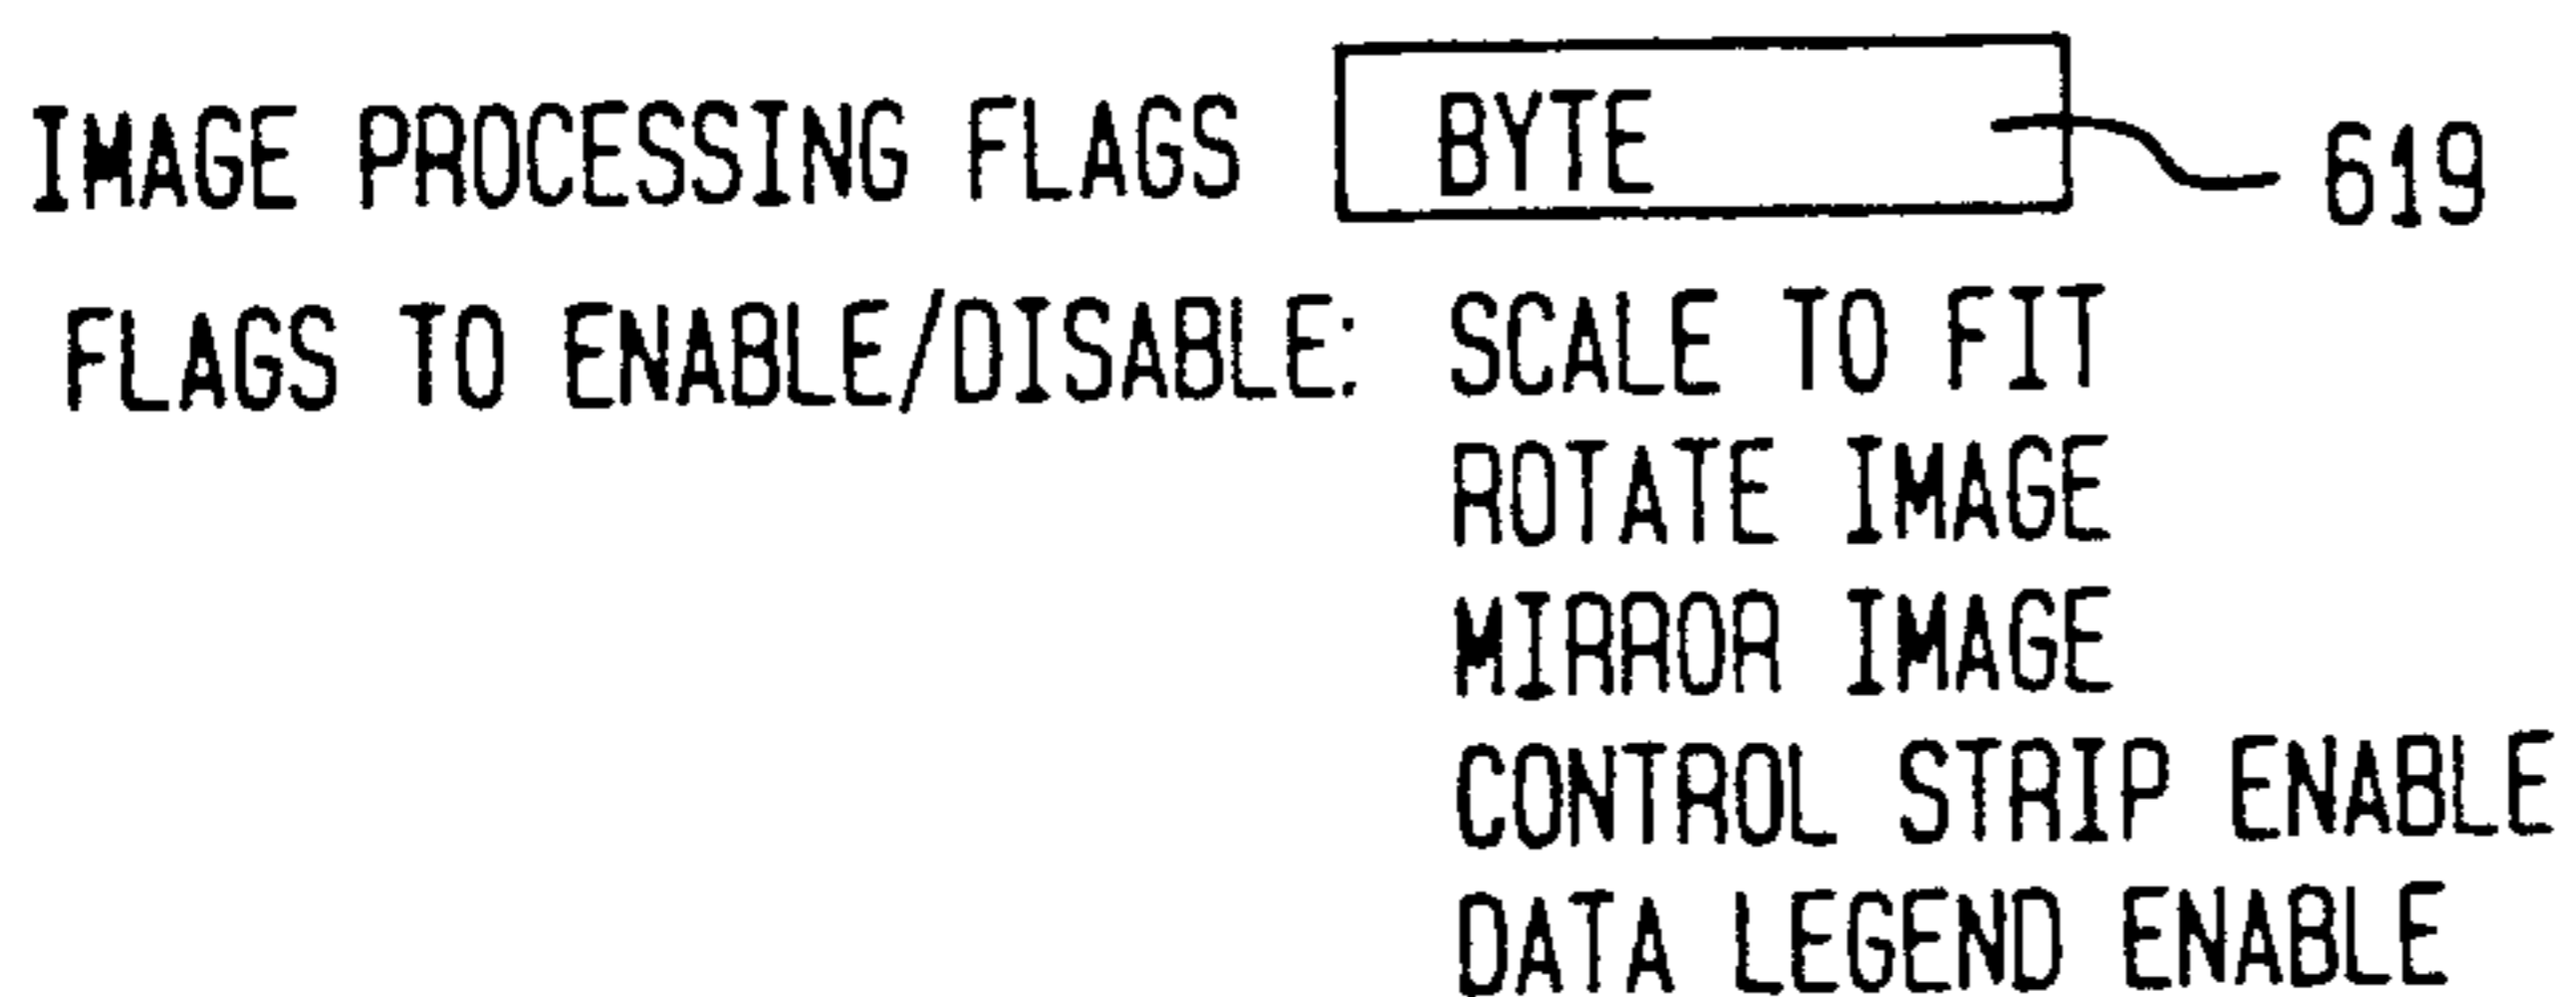 IMAGE PROCESSING FLAGS BYTE 619
FLAGS TO ENABLE/DISABLE: SCALE TO FIT
ROTATE IMAGE
MIRROR IMAGE
CONTROL STRIP ENABLE
DATA LEGEND ENABLE